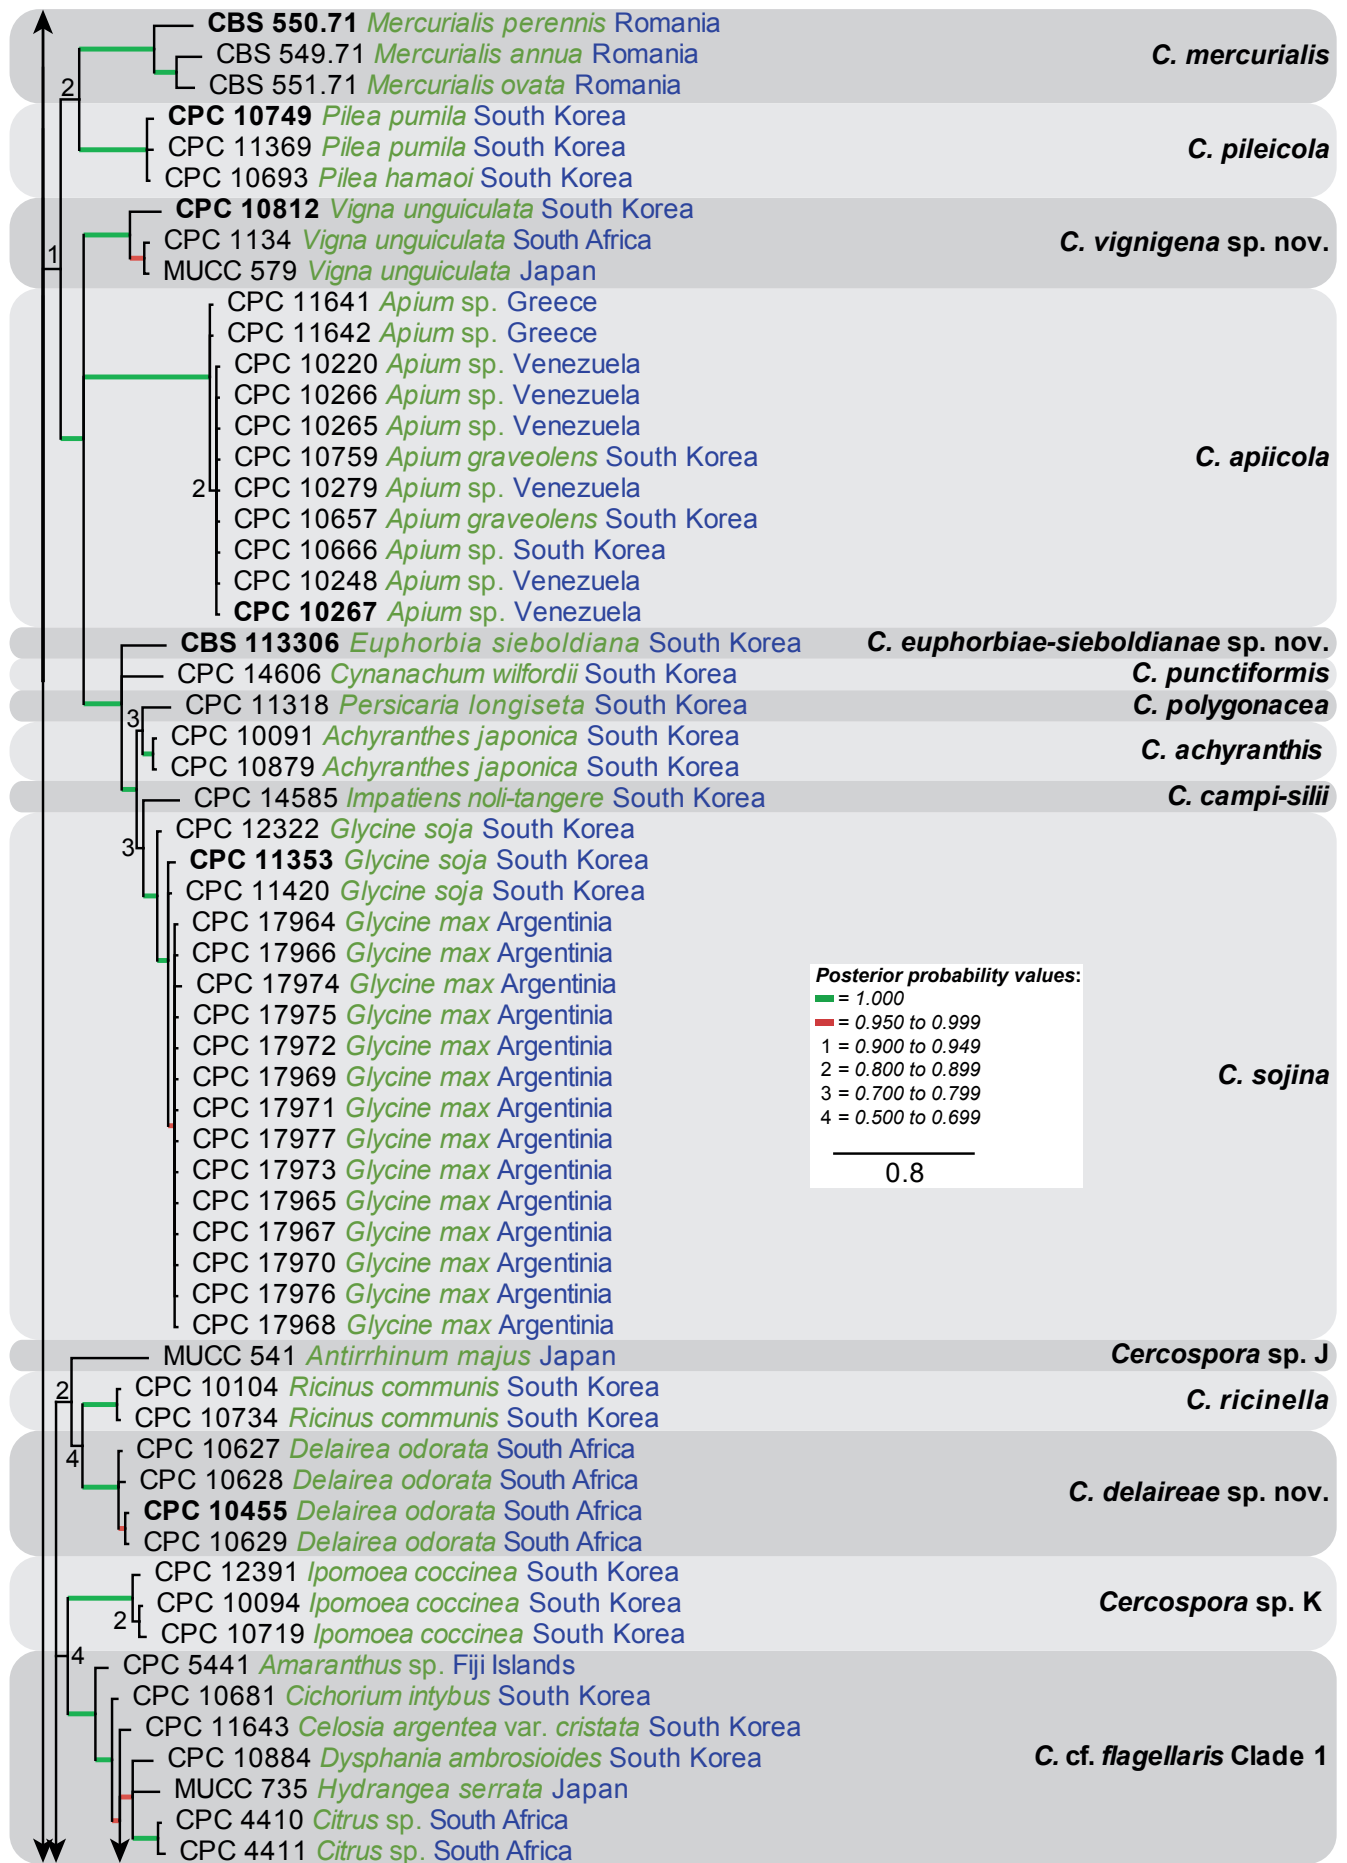 CBS 550.71 Mercurialis perennis Romania
CBS 549.71 Mercurialis annua Romania
C. mercurialis
CBS 551.71 Mercurialis ovata Romania
2
CPC 10749 Pilea pumila South Korea
CPC 11369 Pilea pumila South Korea
C. pileicola
CPC 10693 Pilea hamaoi South Korea
CPC 10812 Vigna unguiculata South Korea
CPC 1134 Vigna unguiculata South Africa
C. vignigena sp. nov.
1
MUCC 579 Vigna unguiculata Japan
CPC 11641 Apium sp. Greece
CPC 11642 Apium sp. Greece
CPC 10220 Apium sp. Venezuela
CPC 10266 Apium sp. Venezuela
CPC 10265 Apium sp. Venezuela
CPC 10759 Apium graveolens South Korea
C. apiicola
2
CPC 10279 Apium sp. Venezuela
CPC 10657 Apium graveolens South Korea
CPC 10666 Apium sp. South Korea
CPC 10248 Apium sp. Venezuela
CPC 10267 Apium sp. Venezuela
CBS 113306 Euphorbia sieboldiana South Korea
C. euphorbiae-sieboldianae sp. nov.
CPC 14606 Cynanachum wilfordii South Korea
C. punctiformis
CPC 11318 Persicaria longiseta South Korea
C. polygonacea
3
CPC 10091 Achyranthes japonica South Korea
C. achyranthis
CPC 10879 Achyranthes japonica South Korea
CPC 14585 Impatiens noli-tangere South Korea
C. campi-silii
CPC 12322 Glycine soja South Korea
3
CPC 11353 Glycine soja South Korea
CPC 11420 Glycine soja South Korea
CPC 17964 Glycine max Argentinia
CPC 17966 Glycine max Argentinia
CPC 17974 Glycine max Argentinia
CPC 17975 Glycine max Argentinia
CPC 17972 Glycine max Argentinia
CPC 17969 Glycine max Argentinia
C. sojina
CPC 17971 Glycine max Argentinia
CPC 17977 Glycine max Argentinia
CPC 17973 Glycine max Argentinia
CPC 17965 Glycine max Argentinia
CPC 17967 Glycine max Argentinia
CPC 17970 Glycine max Argentinia
CPC 17976 Glycine max Argentinia
CPC 17968 Glycine max Argentinia
Posterior probability values:
= 1.000
= 0.950 to 0.999
1 = 0.900 to 0.949
2 = 0.800 to 0.899
3 = 0.700 to 0.799
4 = 0.500 to 0.699
0.8
MUCC 541 Antirrhinum majus Japan
Cercospora sp. J
2
CPC 10104 Ricinus communis South Korea
C. ricinella
CPC 10734 Ricinus communis South Korea
4
CPC 10627 Delairea odorata South Africa
CPC 10628 Delairea odorata South Africa
C. delaireae sp. nov.
CPC 10455 Delairea odorata South Africa
CPC 10629 Delairea odorata South Africa
CPC 12391 Ipomoea coccinea South Korea
CPC 10094 Ipomoea coccinea South Korea
Cercospora sp. K
2
CPC 10719 Ipomoea coccinea South Korea
4
CPC 5441 Amaranthus sp. Fiji Islands
CPC 10681 Cichorium intybus South Korea
CPC 11643 Celosia argentea var. cristata South Korea
CPC 10884 Dysphania ambrosioides South Korea
C. cf. flagellaris Clade 1
MUCC 735 Hydrangea serrata Japan
CPC 4410 Citrus sp. South Africa
CPC 4411 Citrus sp. South Africa